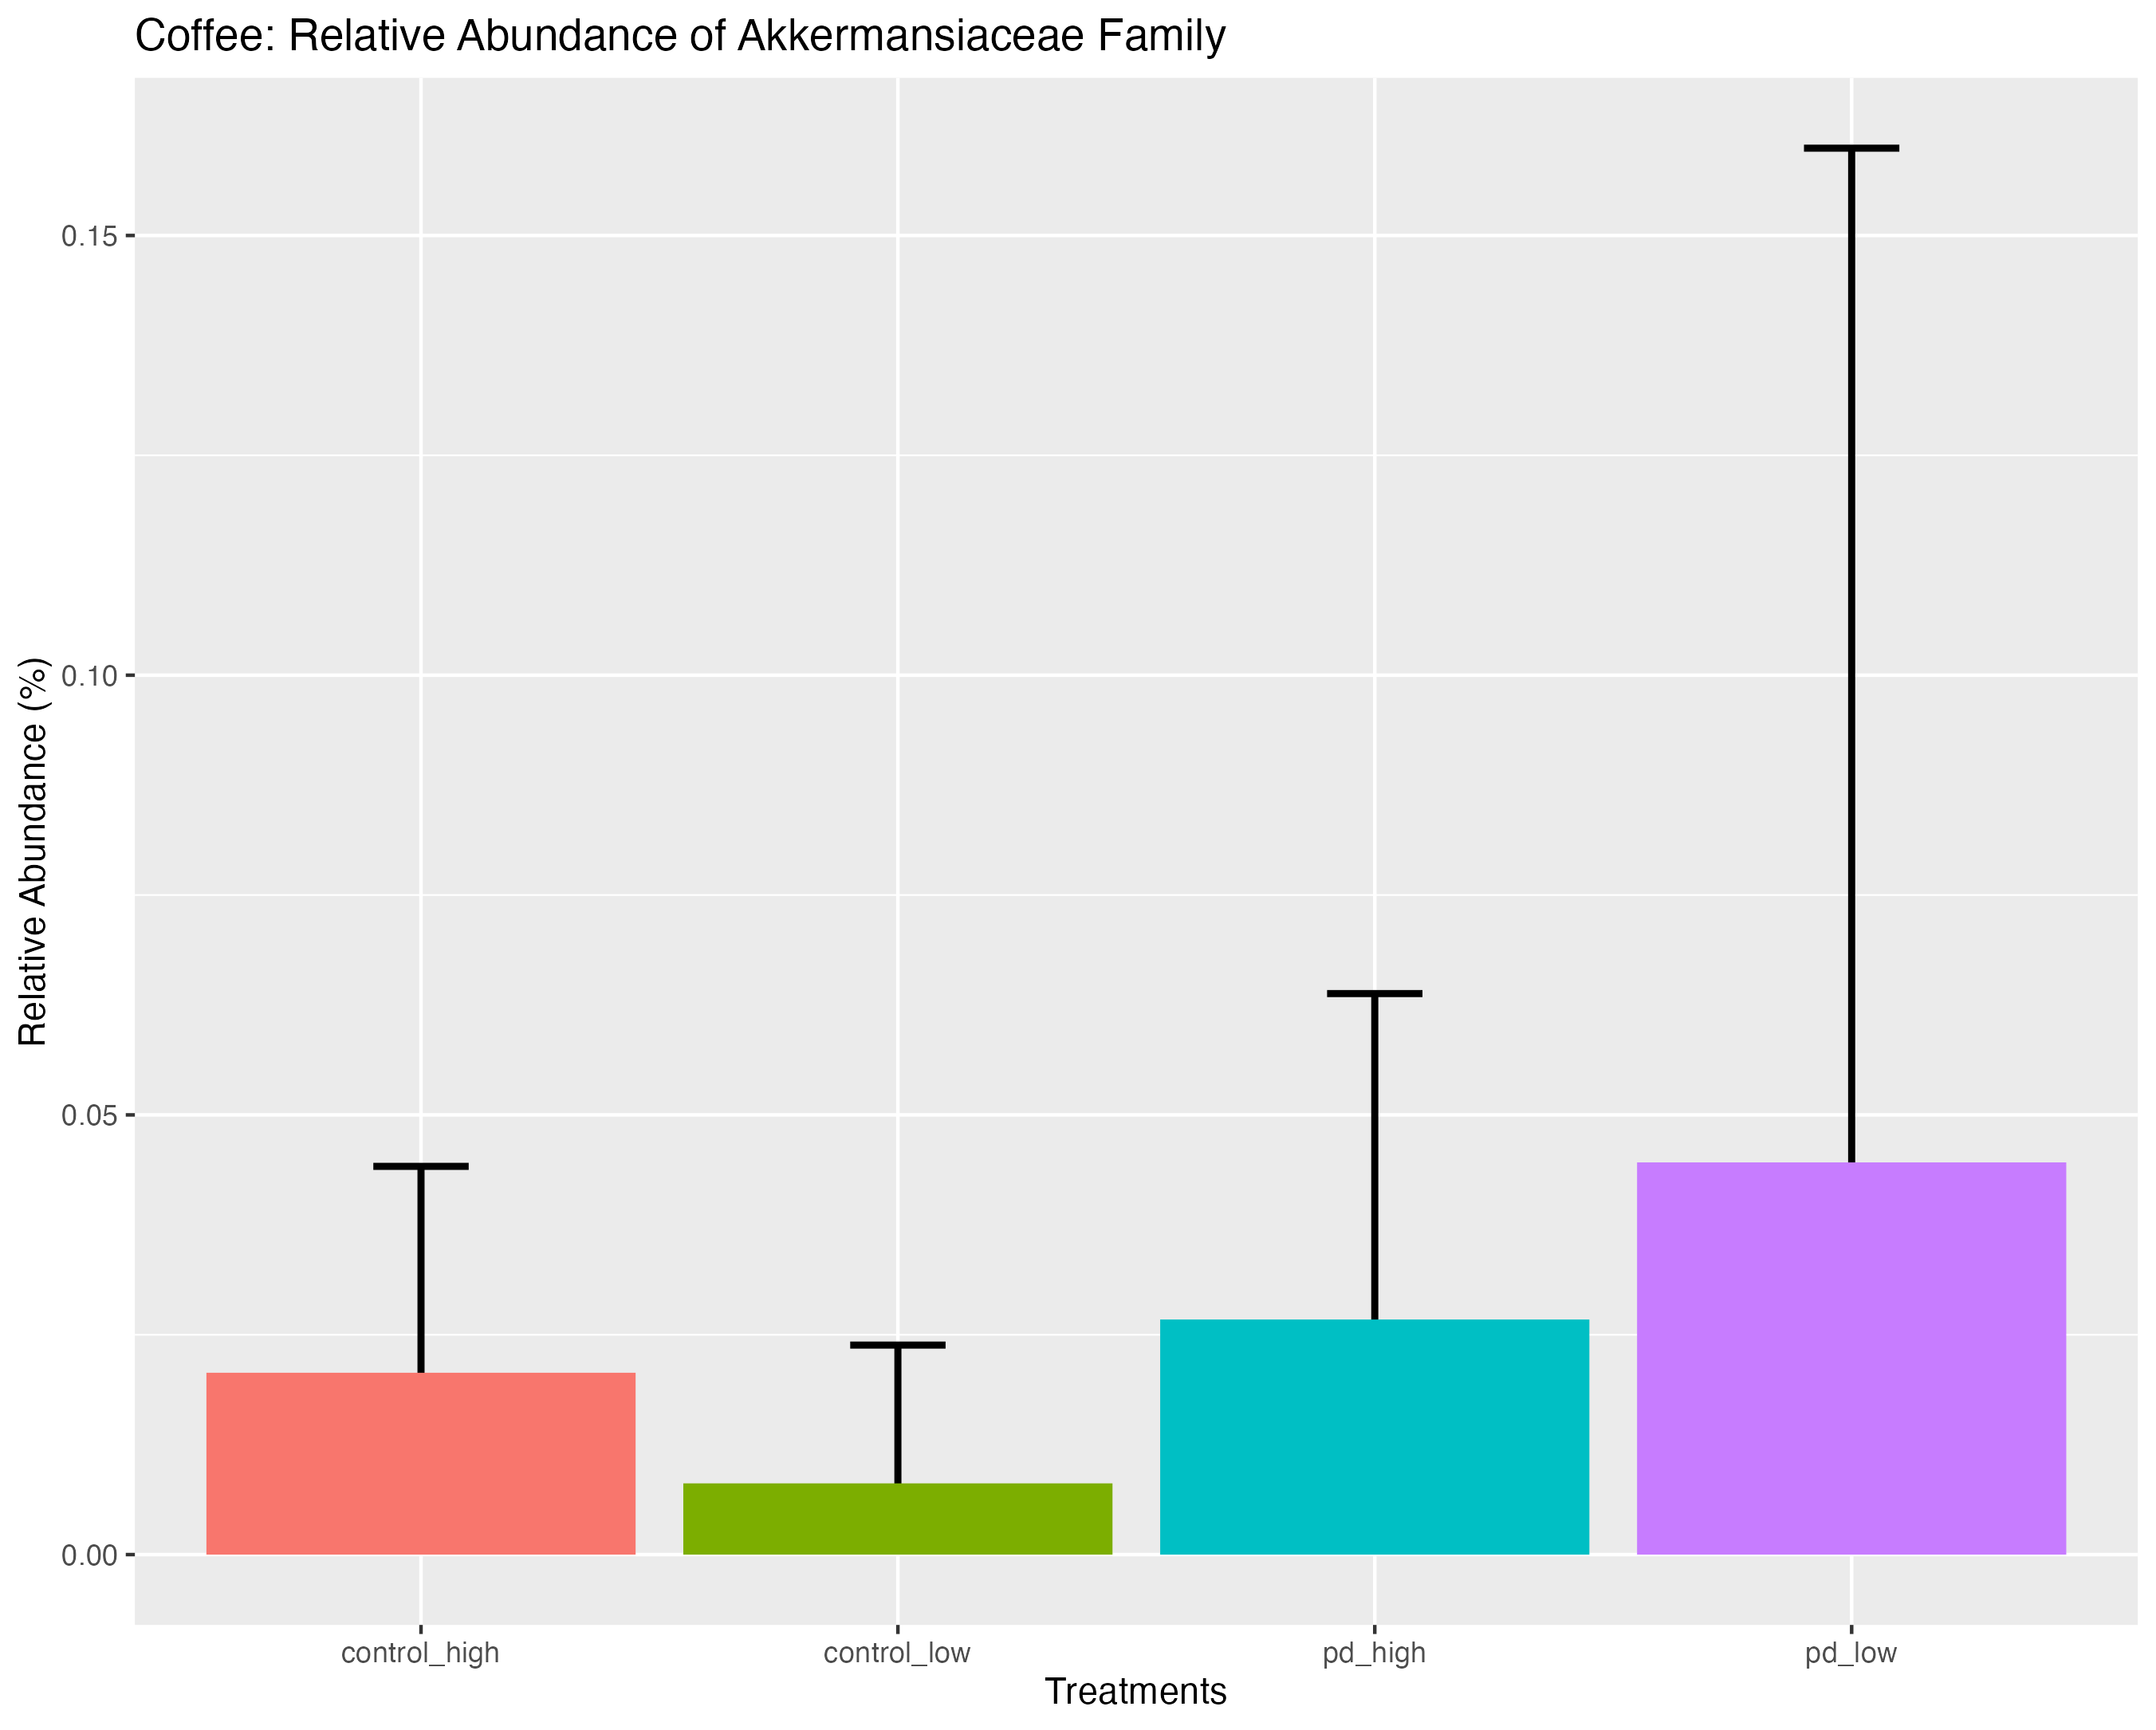 Coffee: Relative Abundance of Akkermansiaceae Family
Relative Abundance (%)
0.15
0.10
0.05
0.00
control_high
control_low
pd_high
pd_low
Treatments